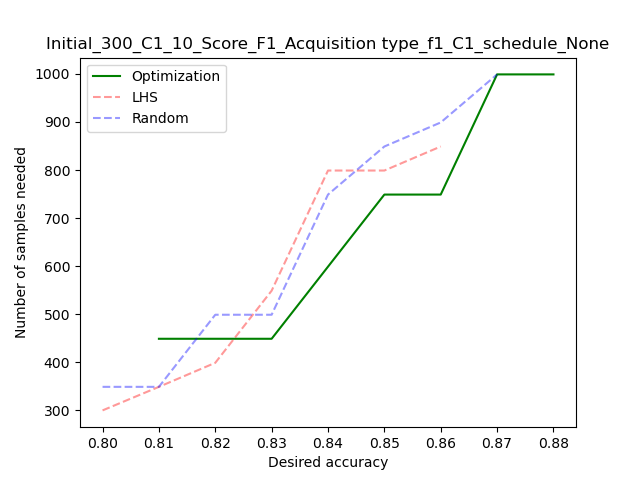 Initial_300_C1_10_Score_F1_Acquisition type_f1_C1_schedule_None
Optimization
LHS
Random
1000
900
800
700
600
500
400
300
Number of samples needed
0.80 0.81 0.82 0.83 0.84 0.85 0.86 0.87 0.88
Desired accuracy